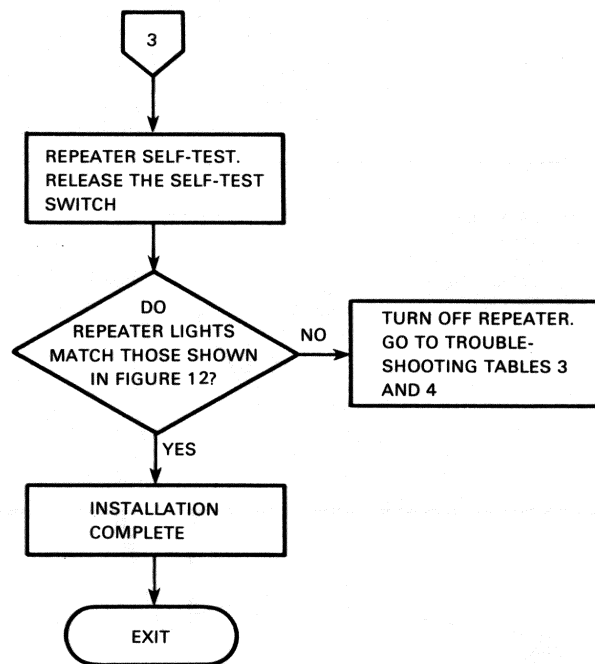 3
REPEATER SELF-TEST.
RELEASE THE SELF-TEST
SWITCH
DO
REPEATER LIGHTS
MATCH THOSE SHOWN
IN FIGURE 12?
NO
TURN OFF REPEATER.
GO TO TROUBLE-
SHOOTING TABLES 3
AND 4
YES
INSTALLATION
COMPLETE
EXIT